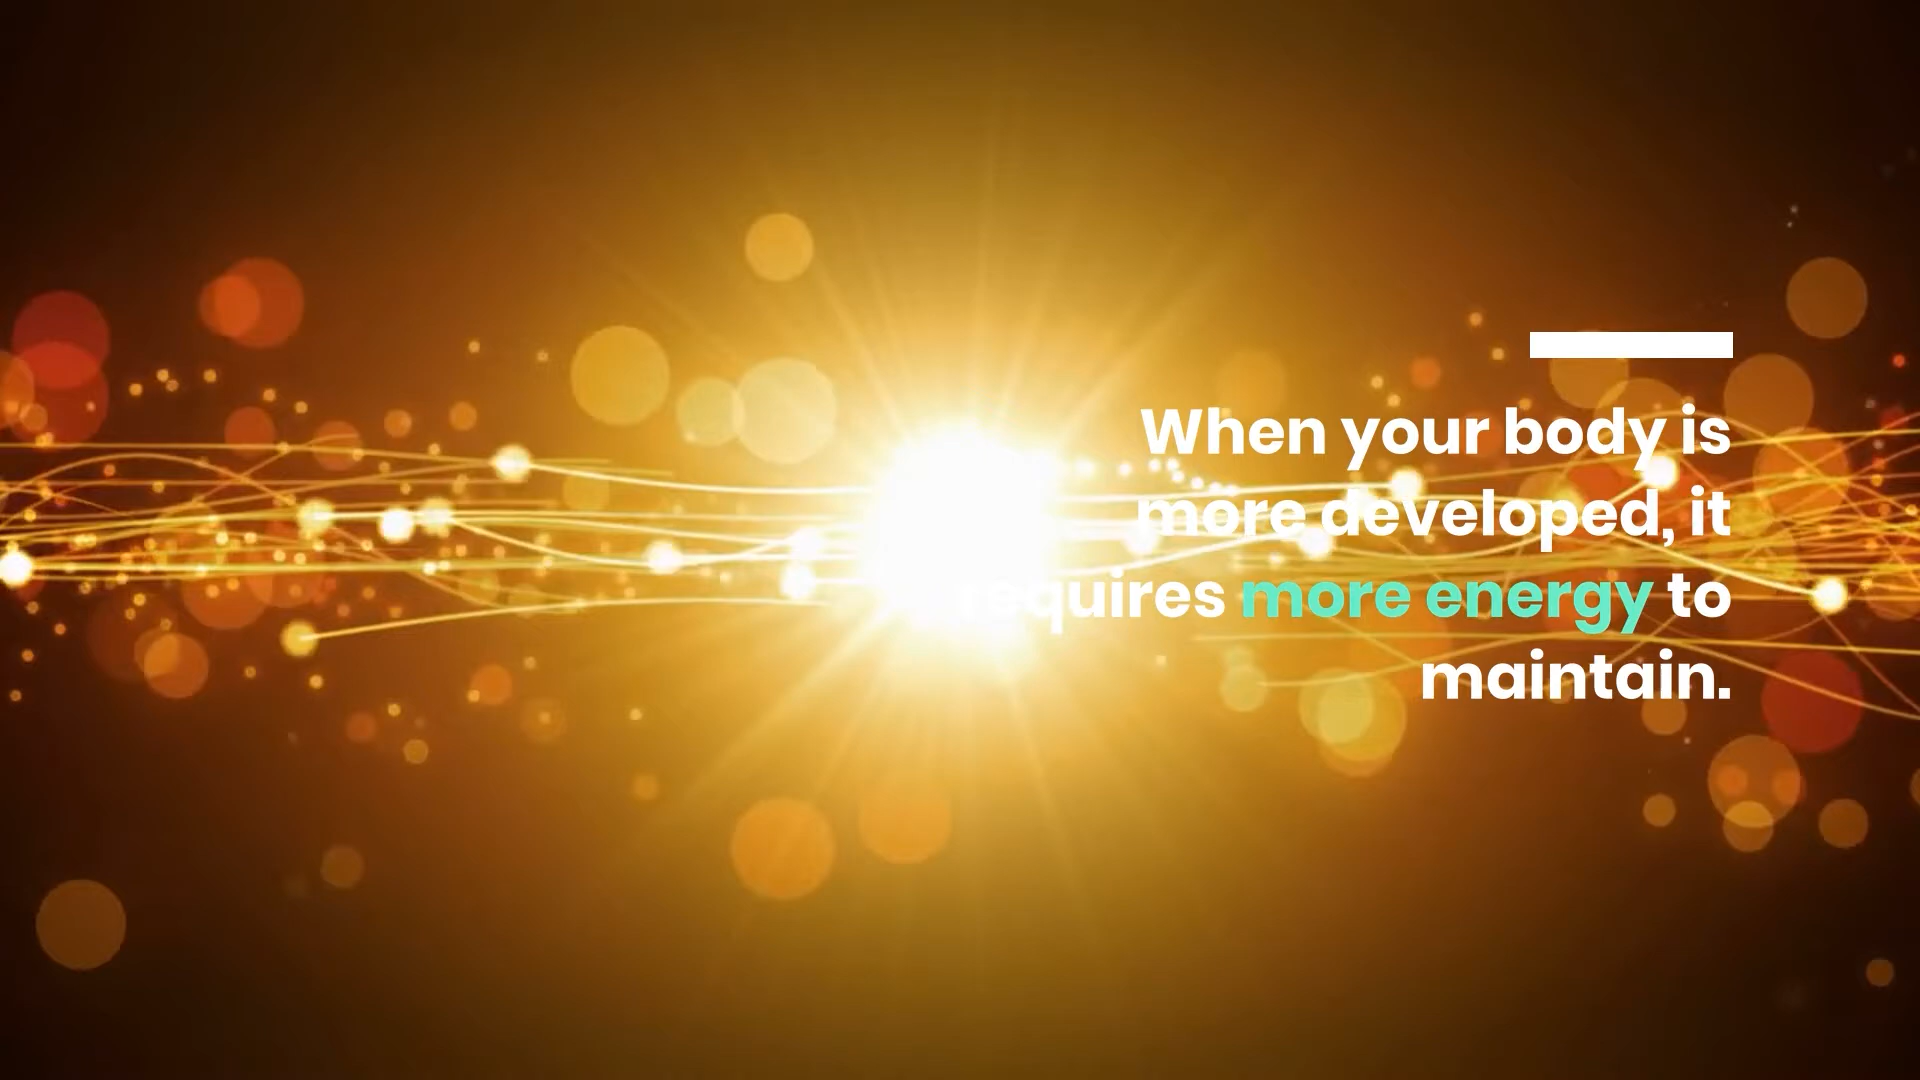 When your body is
more developed, it
requires more energy to
maintain.